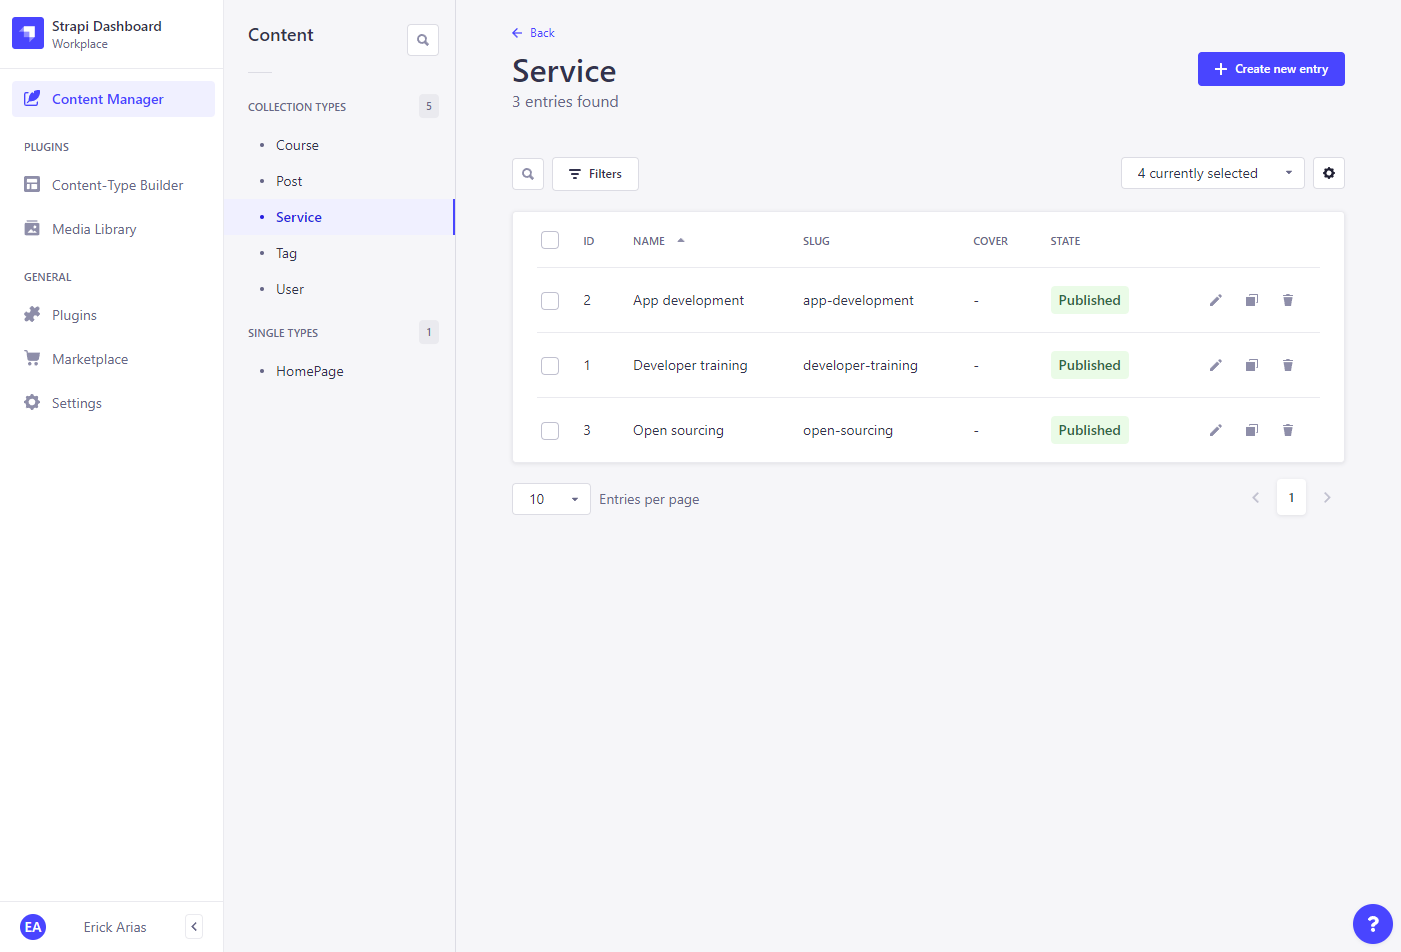 Strapi Dashboard
Workplace
Content Manager
PLUGINS
Content-Type Builder
Media Library
GENERAL
Plugins
Marketplace
Settings
EA
Erick Arias
Content
COLLECTION TYPES
5
Course
Post
Service
Tag
User
SINGLE TYPES
1
HomePage
Back
Service
3 entries found
Create new entry
Filters
4 currently selected
ID NAME SLUG COVER STATE
2 App development app-development - Published
1 Developer training developer-training - Published
3 Open sourcing open-sourcing - Published
10 Entries per page
1
?